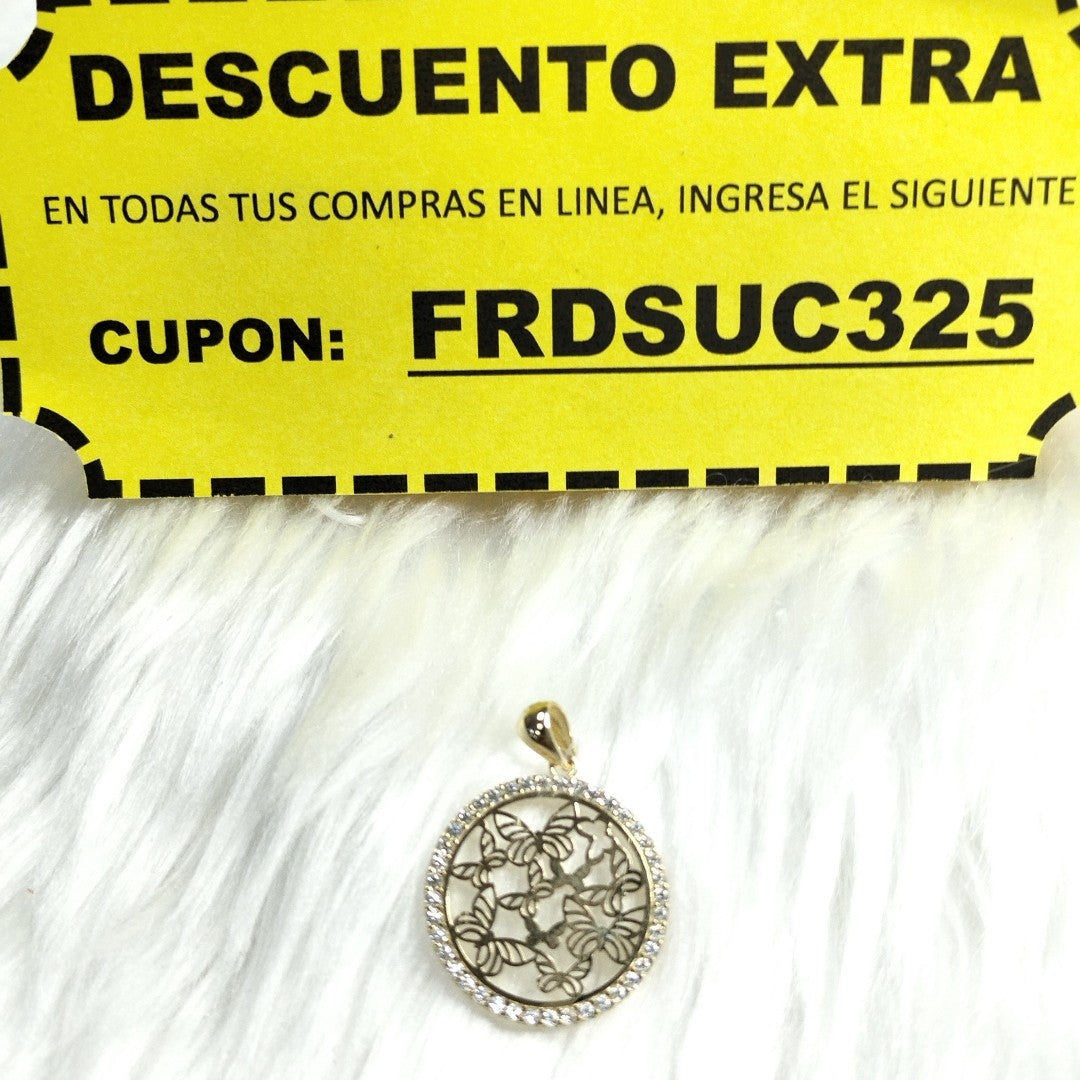 DESCUENTO EXTRA
EN TODAS TUS COMPRAS EN LINEA, INGRESA EL SIGUIENTE
CUPON: FRDSUC325